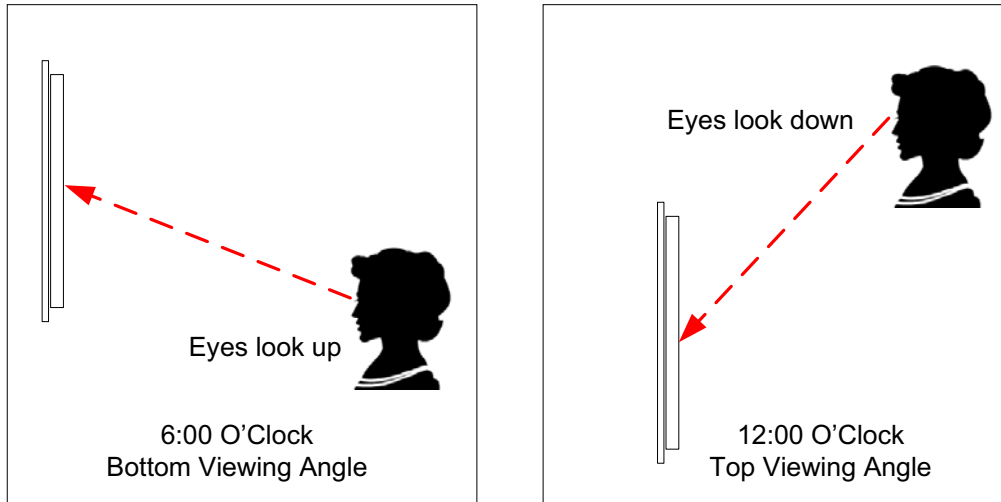 Eyes look up
6:00 O’Clock
Bottom Viewing Angle
Eyes look down
12:00 O’Clock
Top Viewing Angle